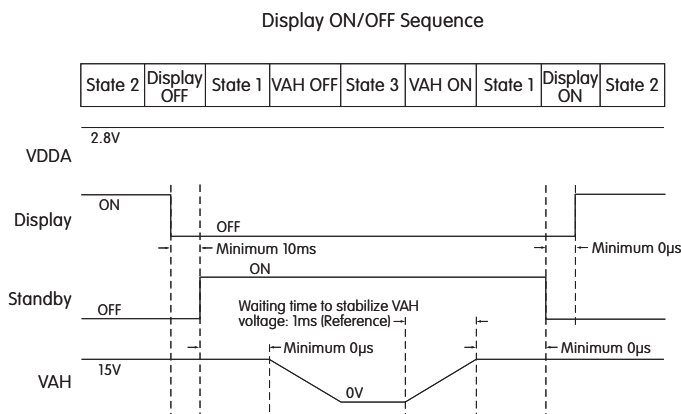 Display ON/OFF Sequence
State 2 Display OFF State 1 VAH OFF State 3 VAH ON State 1 Display ON State 2
VDDA
2.8V
Display
ON
OFF
Minimum 10ms
Minimum 0μs
Standby
OFF
ON
Waiting time to stabilize VAH
voltage: 1ms (Reference)
Minimum 0μs
Minimum 0μs
VAH
15V
0V